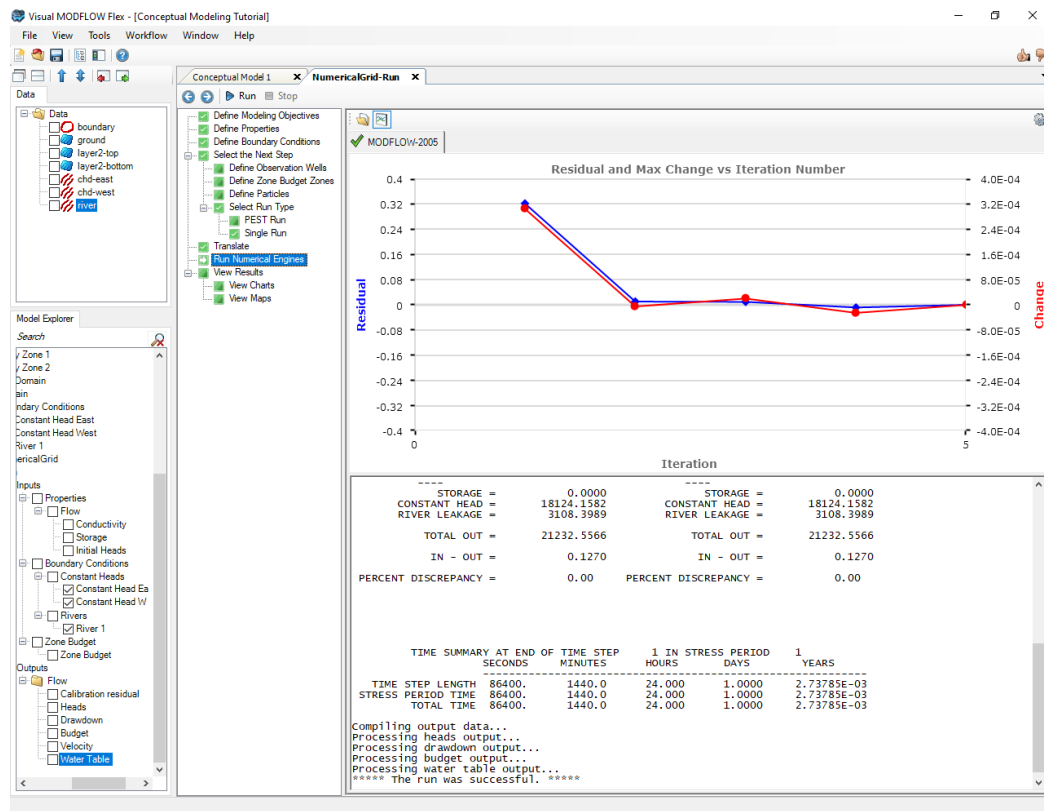 Visual MODFLOW Flex - [Conceptual Modeling Tutorial]
File View Tools Workflow Window Help
Data
Data
boundary
ground
layer2-top
layer2-bottom
chd-east
chd-west
river
Model Explorer
Search
y Zone 1
y Zone 2
Domain
ain
ndary Conditions
Constant Head East
Constant Head West
River 1
ericalGrid
Inputs
Properties
Flow
Conductivity
Storage
Initial Heads
Boundary Conditions
Constant Heads
Constant Head Ea
Constant Head W
Rivers
River 1
Zone Budget
Zone Budget
Outputs
Flow
Calibration residual
Heads
Drawdown
Budget
Velocity
Water Table
Conceptual Model 1 NumericalGrid-Run
Run Stop
Define Modeling Objectives
Define Properties
Define Boundary Conditions
Select the Next Step
Define Observation Wells
Define Zone Budget Zones
Define Particles
Select Run Type
PEST Run
Single Run
Translate
Run Numerical Engines
View Results
View Charts
View Maps
MODFLOW-2005
Residual and Max Change vs Iteration Number
0.4 4.0E-04
0.32 3.2E-04
0.24 2.4E-04
0.16 1.6E-04
0.08 8.0E-05
0 0
-0.08 -8.0E-05
-0.16 -1.6E-04
-0.24 -2.4E-04
-0.32 -3.2E-04
-0.4 -4.0E-04
Residual
Change
0 5
Iteration
---- ----
STORAGE = 0.0000 STORAGE = 0.0000
CONSTANT HEAD = 18124.1582 CONSTANT HEAD = 18124.1582
RIVER LEAKAGE = 3108.3989 RIVER LEAKAGE = 3108.3989
TOTAL OUT = 21232.5566 TOTAL OUT = 21232.5566
IN - OUT = 0.1270 IN - OUT = 0.1270
PERCENT DISCREPANCY = 0.00 PERCENT DISCREPANCY = 0.00
TIME SUMMARY AT END OF TIME STEP 1 IN STRESS PERIOD 1
SECONDS MINUTES HOURS DAYS YEARS
-----------------------------------------------------------
TIME STEP LENGTH 86400. 1440.0 24.000 1.0000 2.73785E-03
STRESS PERIOD TIME 86400. 1440.0 24.000 1.0000 2.73785E-03
TOTAL TIME 86400. 1440.0 24.000 1.0000 2.73785E-03
Compiling output data...
Processing heads output...
Processing drawdown output...
Processing budget output...
Processing water table output...
***** The run was successful. *****